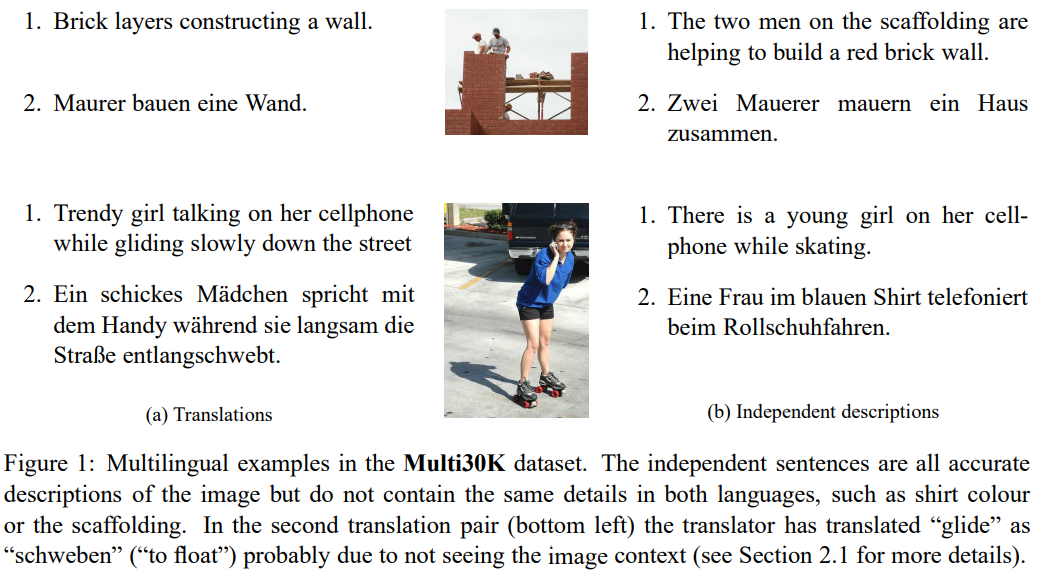 1. Brick layers constructing a wall.
2. Maurer bauen eine Wand.
1. The two men on the scaffolding are
helping to build a red brick wall.
2. Zwei Mauerer mauern ein Haus
zusammen.
1. Trendy girl talking on her cellphone
while gliding slowly down the street
2. Ein schickes Mädchen spricht mit
dem Handy während sie langsam die
Straße entlangschwebt.
(a) Translations
1. There is a young girl on her cell-
phone while skating.
2. Eine Frau im blauen Shirt telefoniert
beim Rollschuhfahren.
(b) Independent descriptions
Figure 1: Multilingual examples in the Multi30K dataset. The independent sentences are all accurate
descriptions of the image but do not contain the same details in both languages, such as shirt colour
or the scaffolding. In the second translation pair (bottom left) the translator has translated “glide” as
“schweben” (“to float”) probably due to not seeing the image context (see Section 2.1 for more details).